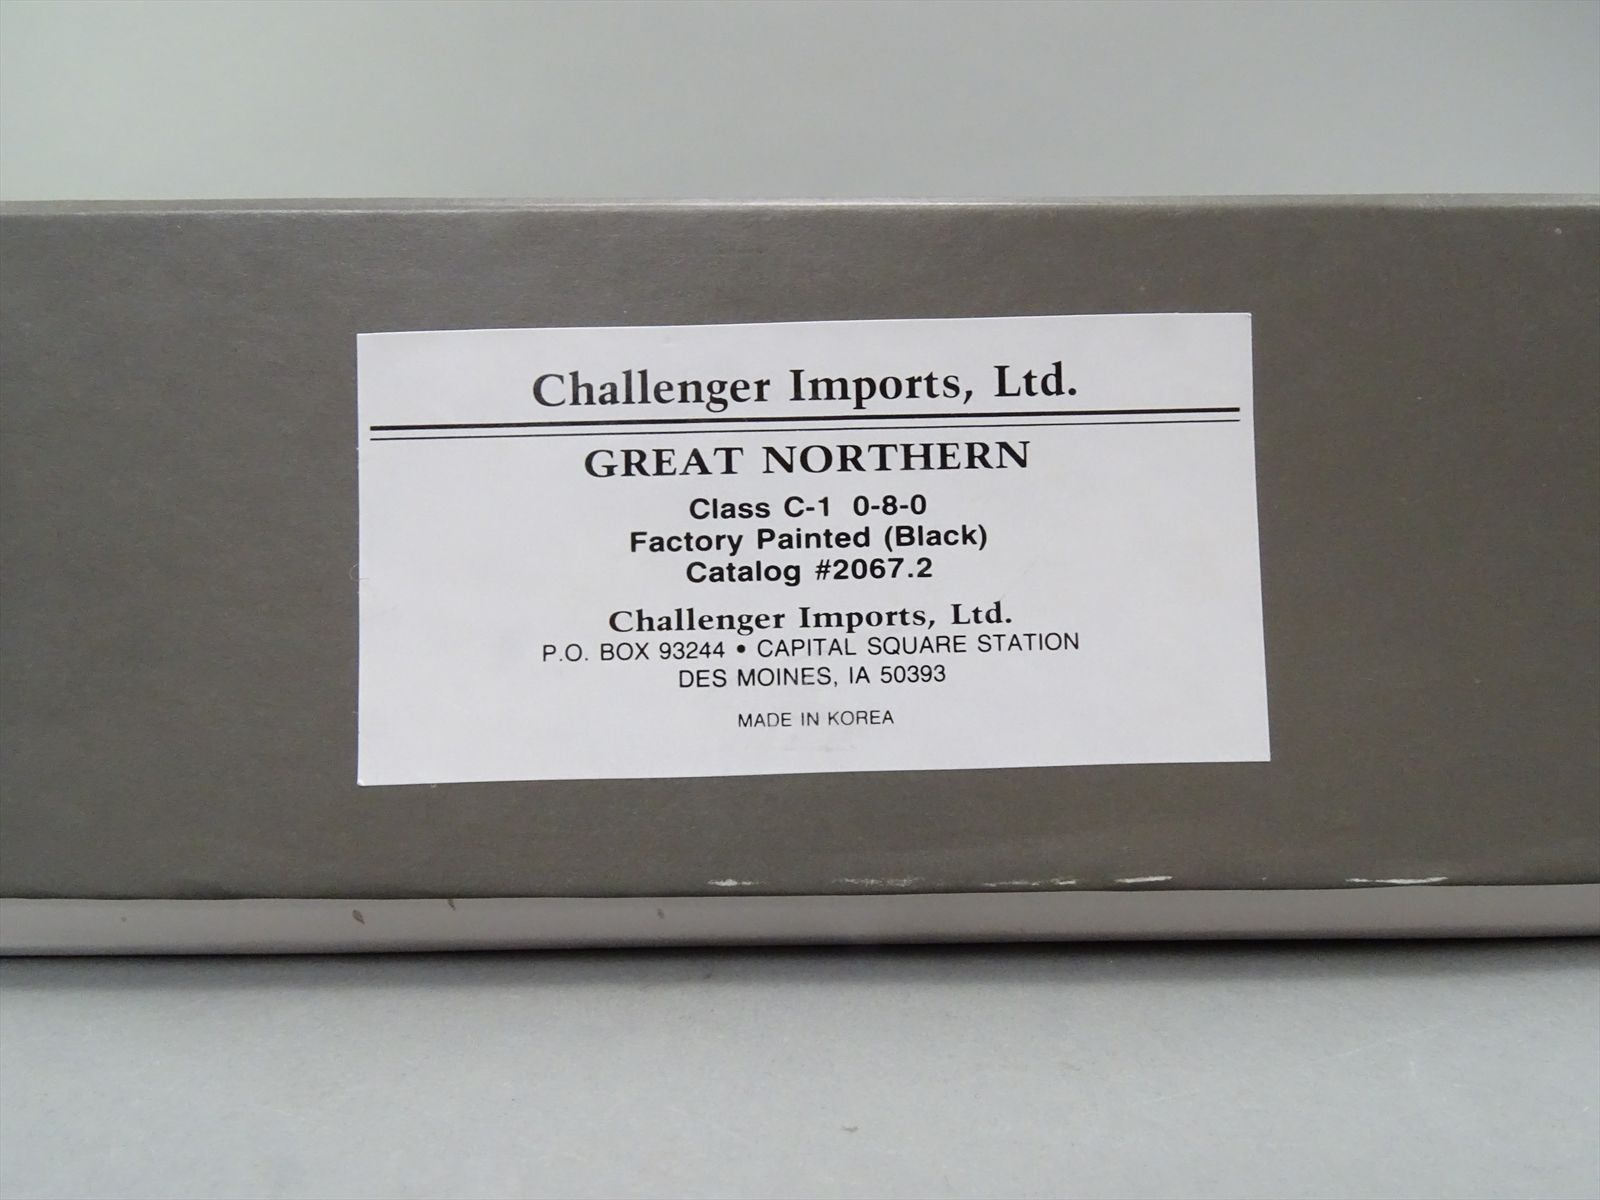 Challenger Imports, Ltd.
GREAT NORTHERN
Class C-1 0-8-0
Factory Painted (Black)
Catalog #2067.2
Challenger Imports, Ltd.
P.O. BOX 93244 • CAPITAL SQUARE STATION
DES MOINES, IA 50393
MADE IN KOREA